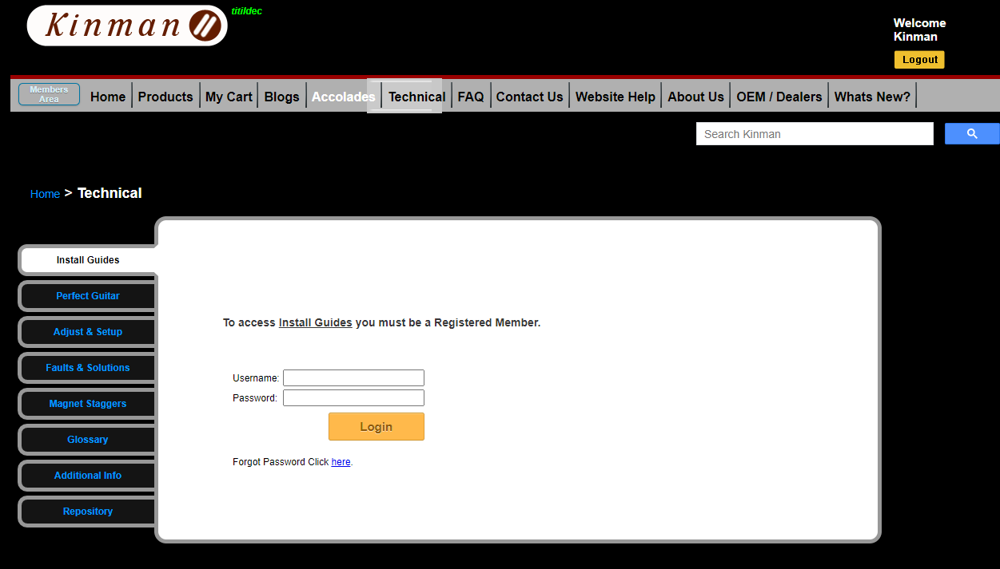 Kinman
titildec
Welcome
Kinman
Logout
Members
Area
Home
Products
My Cart
Blogs
Accolades
Technical
FAQ
Contact Us
Website Help
About Us
OEM / Dealers
Whats New?
Search Kinman
Home > Technical
Install Guides
Perfect Guitar
Adjust & Setup
Faults & Solutions
Magnet Staggers
Glossary
Additional Info
Repository
To access Install Guides you must be a Registered Member.
Username:
Password:
Login
Forgot Password Click here.